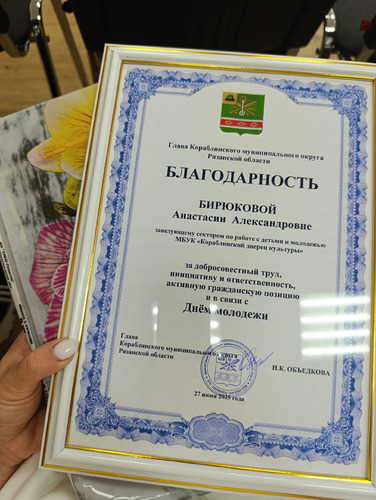 Глава Кораблинского муниципального округа
Рязанской области
БЛАГОДАРНОСТЬ
БИРЮКОВОЙ
Анастасии Александровне
заведующему сектором по работе с детьми и молодежью
МБУК «Кораблинский дворец культуры»
за добросовестный труд,
инициативу и ответственность,
активную гражданскую позицию
и в связи с
Днём молодежи
Глава
Кораблинского муниципального округа
Рязанской области
Н.К. ОБЪЕДКОВА
27 июня 2025 года